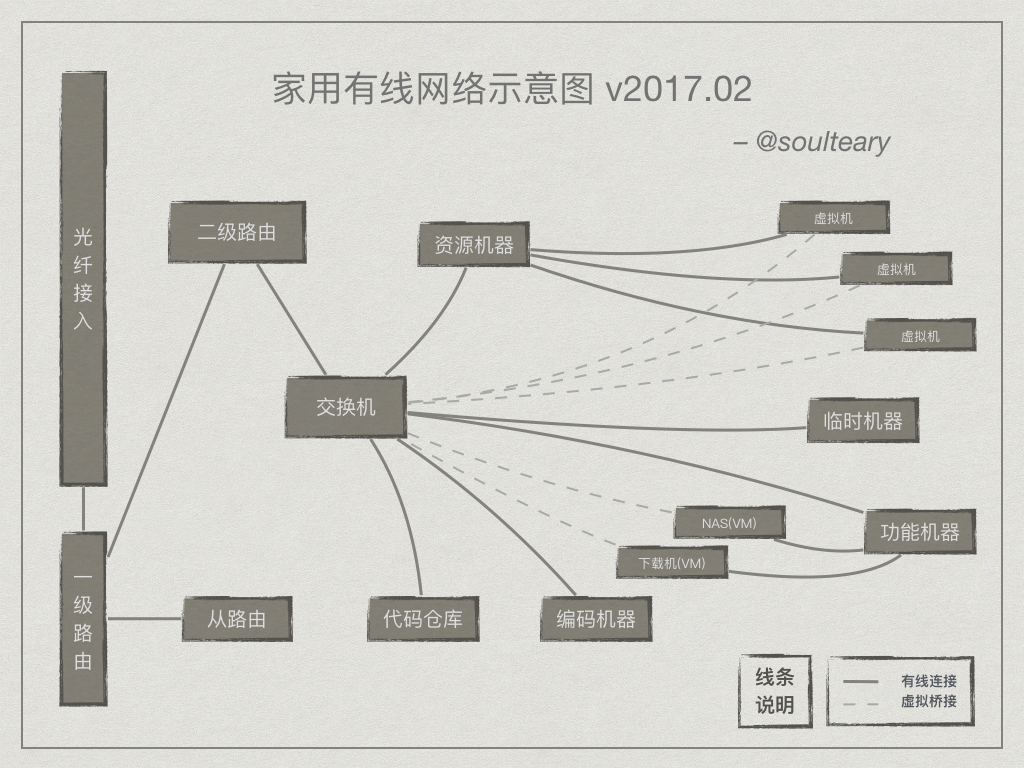 家用有线网络示意图 v2017.02
– @soulteary
光纤接入
二级路由
资源机器
虚拟机
虚拟机
虚拟机
交换机
临时机器
NAS(VM)
功能机器
下载机(VM)
一级路由
从路由
代码仓库
编码机器
线条
说明
有线连接
虚拟桥接